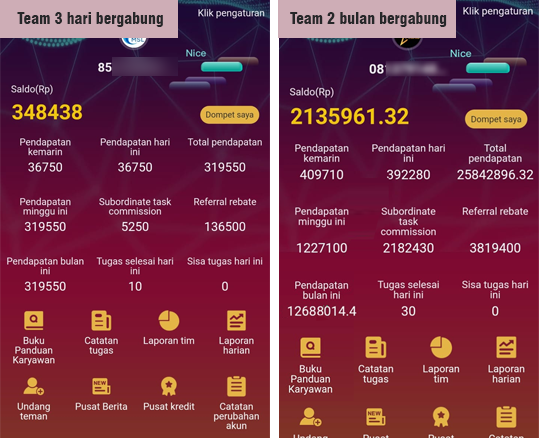 Team 3 hari bergabung
Klik pengaturan
MSL
Nice
85
Saldo(Rp)
348438
Dompet saya
Pendapatan kemarin
36750
Pendapatan hari ini
36750
Total pendapatan
319550
Pendapatan minggu ini
319550
Subordinate task commission
5250
Referral rebate
136500
Pendapatan bulan ini
319550
Tugas selesai hari ini
10
Sisa tugas hari ini
0
Buku Panduan Karyawan
Catatan tugas
Laporan tim
Laporan harian
Undang teman
NEW
Pusat Berita
Pusat kredit
Catatan perubahan akun
Team 2 bulan bergabung
Klik pengaturan
Nice
08
Saldo(Rp)
2135961.32
Dompet saya
Pendapatan kemarin
409710
Pendapatan hari ini
392280
Total pendapatan
25842896.32
Pendapatan minggu ini
1227100
Subordinate task commission
2182430
Referral rebate
3819400
Pendapatan bulan ini
12688014.4
Tugas selesai hari ini
30
Sisa tugas hari ini
0
Buku Panduan Karyawan
Catatan tugas
Laporan tim
Laporan harian
NEW
Undang
Pusat
Pusat
Catatan